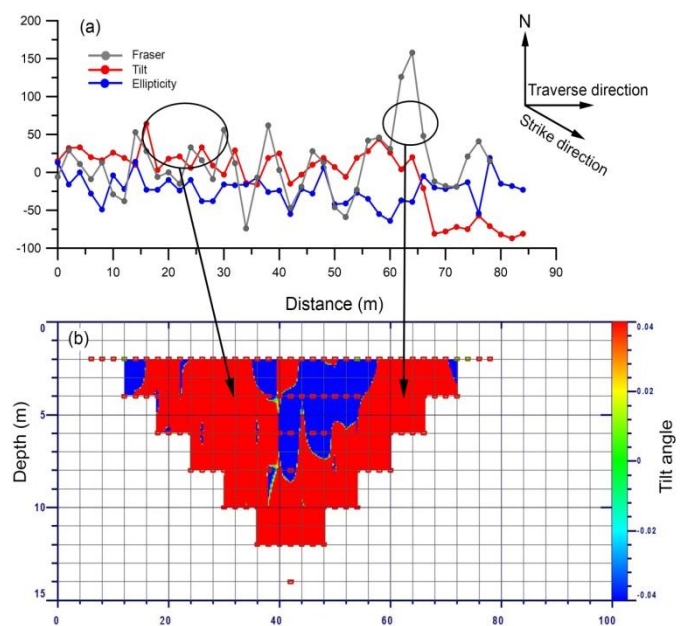 (a)
200
150
100
50
0
-50
-100
Fraser
Tilt
Ellipticity
N
Traverse direction
Strike direction
0 10 20 30 40 50 60 70 80 90
Distance (m)
(b)
0
5
10
15
Depth (m)
0 20 40 60 80 100
0.04
0.02
0
-0.02
-0.04
Tilt angle